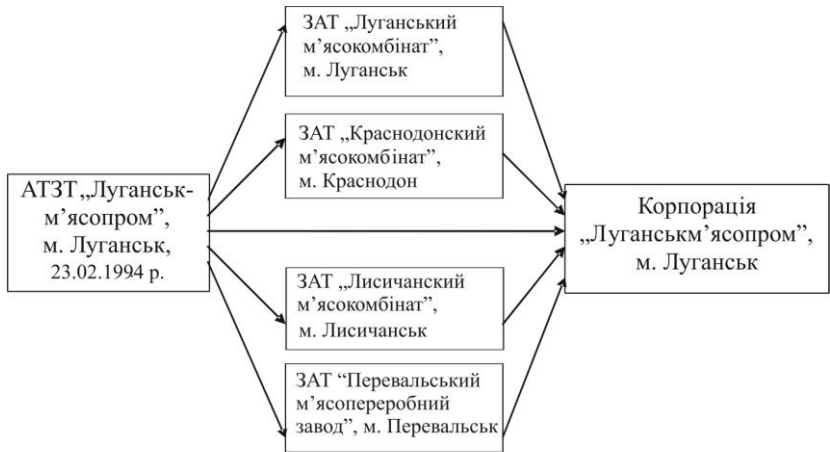 АТЗТ „Луганськ-
м’ясопром”,
м. Луганськ,
23.02.1994 р.
ЗАТ „Луганський
м’ясокомбінат”,
м. Луганськ
ЗАТ „Краснодонский
м’ясокомбінат”,
м. Краснодон
ЗАТ „Лисичанский
м’ясокомбінат”,
м. Лисичанськ
ЗАТ “Перевальський
м’ясопереробний
завод”, м. Перевальськ
Корпорація
„Луганськм’ясопром”,
м. Луганськ